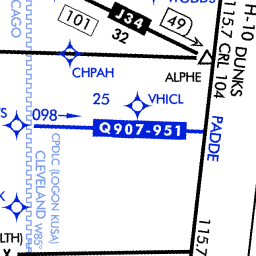 CAGO
101
J34
32
49
CHPAH
ALPHE
H-10 DUNKS
115.7 CRL 104
25
VHICL
098
Q907-951
PADDE
CPDLC (LOGON KUSA)
CLEVELAND W85°
LTH)
115.7